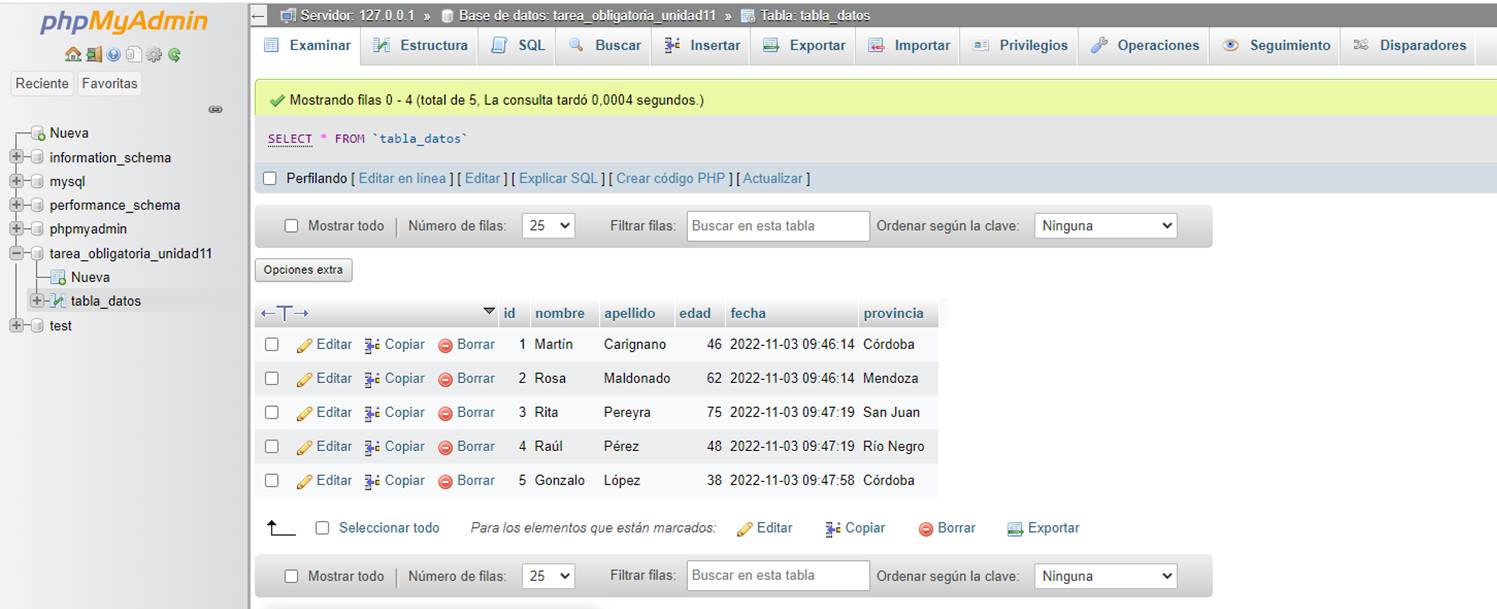 phpMyAdmin
Reciente Favoritas
Nueva
information_schema
mysql
performance_schema
phpmyadmin
tarea_obligatoria_unidad11
Nueva
tabla_datos
test
Servidor: 127.0.0.1 » Base de datos: tarea_obligatoria_unidad11 » Tabla: tabla_datos
Examinar Estructura SQL Buscar Insertar Exportar Importar Privilegios Operaciones Seguimiento Disparadores
Mostrando filas 0 - 4 (total de 5, La consulta tardó 0,0004 segundos.)
SELECT * FROM `tabla_datos`
Perfilando [ Editar en línea ] [ Editar ] [ Explicar SQL ] [ Crear código PHP ] [ Actualizar ]
Mostrar todo Número de filas: 25 Filtrar filas: Buscar en esta tabla Ordenar según la clave: Ninguna
Opciones extra
id nombre apellido edad fecha provincia
Editar Copiar Borrar 1 Martín Carignano 46 2022-11-03 09:46:14 Córdoba
Editar Copiar Borrar 2 Rosa Maldonado 62 2022-11-03 09:46:14 Mendoza
Editar Copiar Borrar 3 Rita Pereyra 75 2022-11-03 09:47:19 San Juan
Editar Copiar Borrar 4 Raúl Pérez 48 2022-11-03 09:47:19 Río Negro
Editar Copiar Borrar 5 Gonzalo López 38 2022-11-03 09:47:58 Córdoba
Seleccionar todo Para los elementos que están marcados: Editar Copiar Borrar Exportar
Mostrar todo Número de filas: 25 Filtrar filas: Buscar en esta tabla Ordenar según la clave: Ninguna